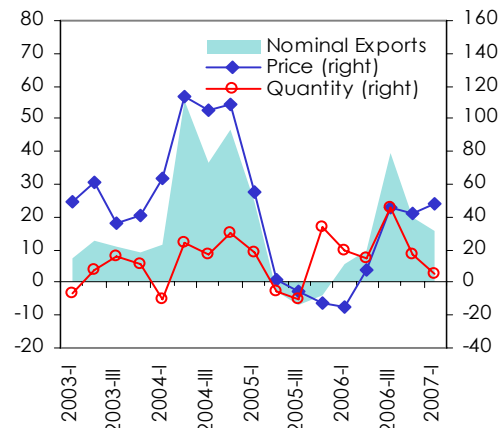 80
70
60
50
40
30
20
10
0
-10
-20
160
140
120
100
80
60
40
20
0
-20
-40
Nominal Exports
Price (right)
Quantity (right)
2003-I
2003-III
2004-I
2004-III
2005-I
2005-III
2006-I
2006-III
2007-I